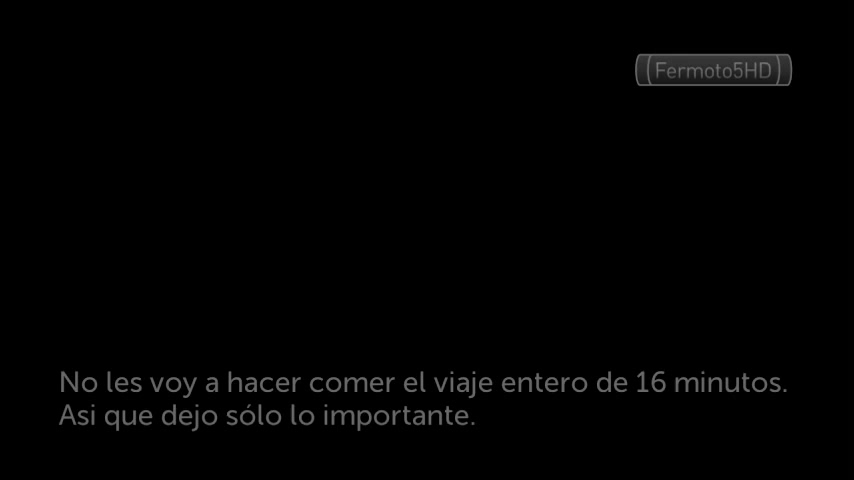 Fermoto5HD
No les voy a hacer comer el viaje entero de 16 minutos.
Asi que dejo sólo lo importante.